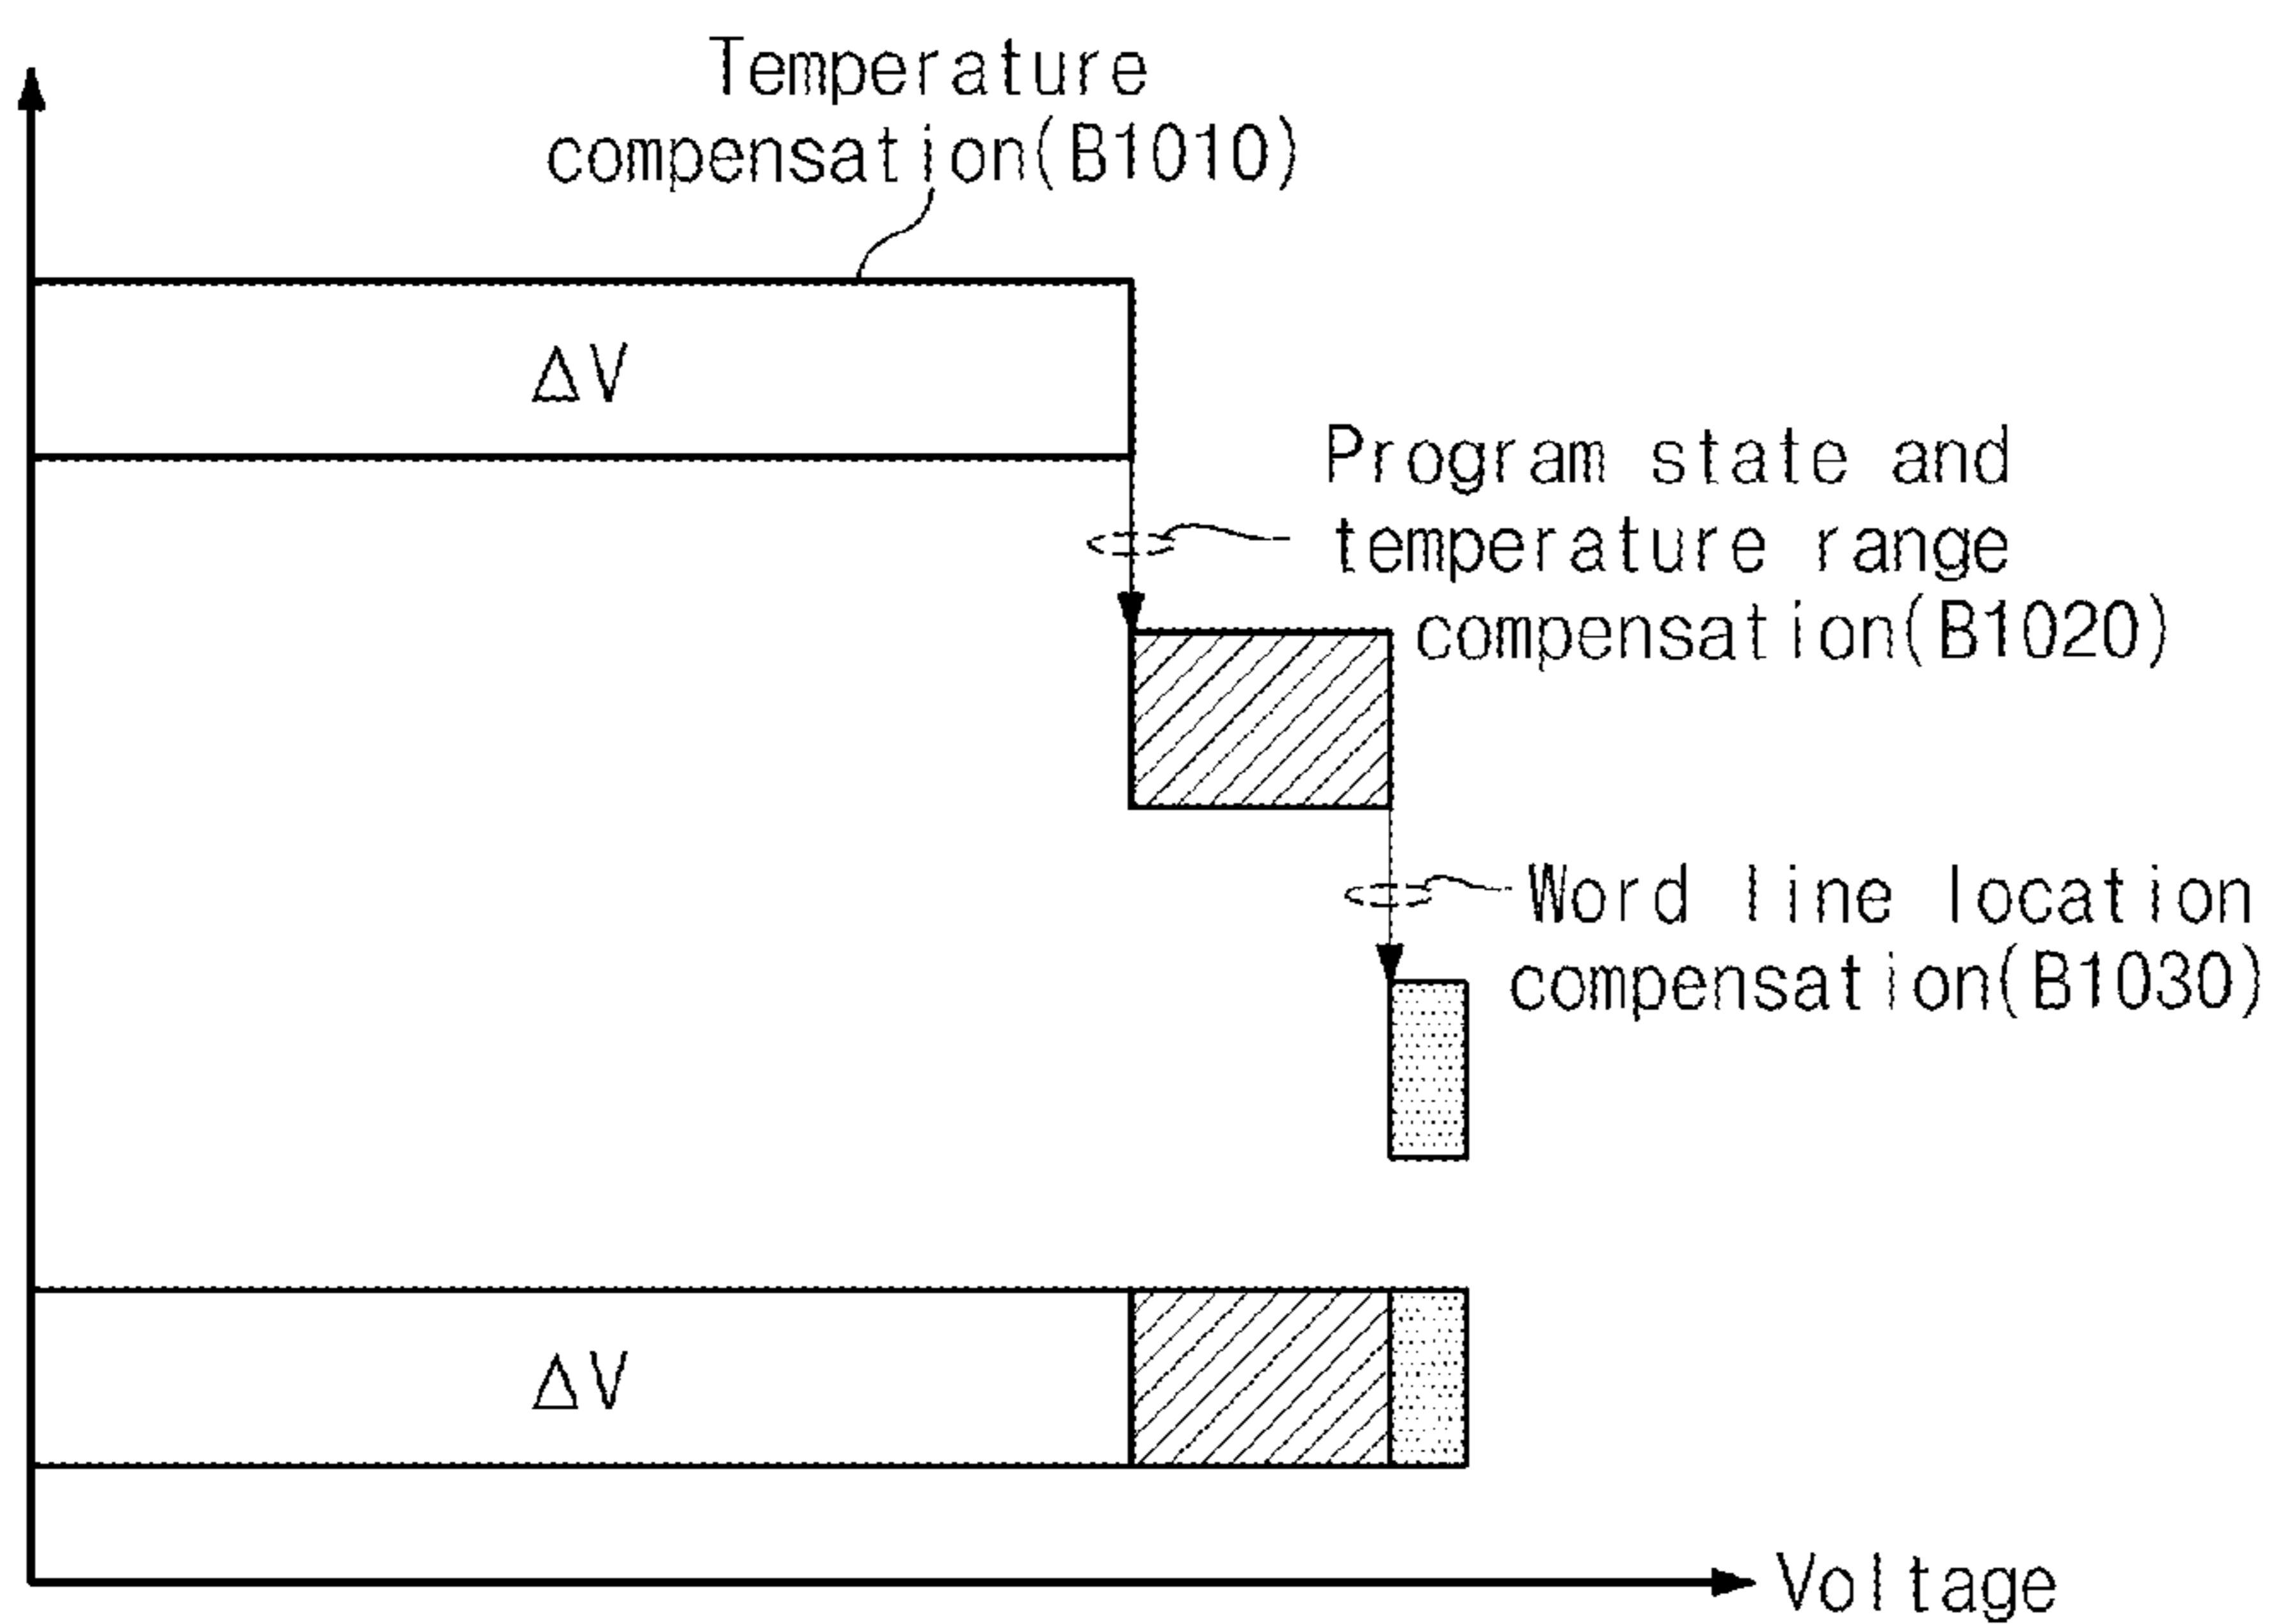 Temperature
compensation(B1010)
ΔV
Program state and
temperature range
compensation(B1020)
Word line location
compensation(B1030)
ΔV
Voltage